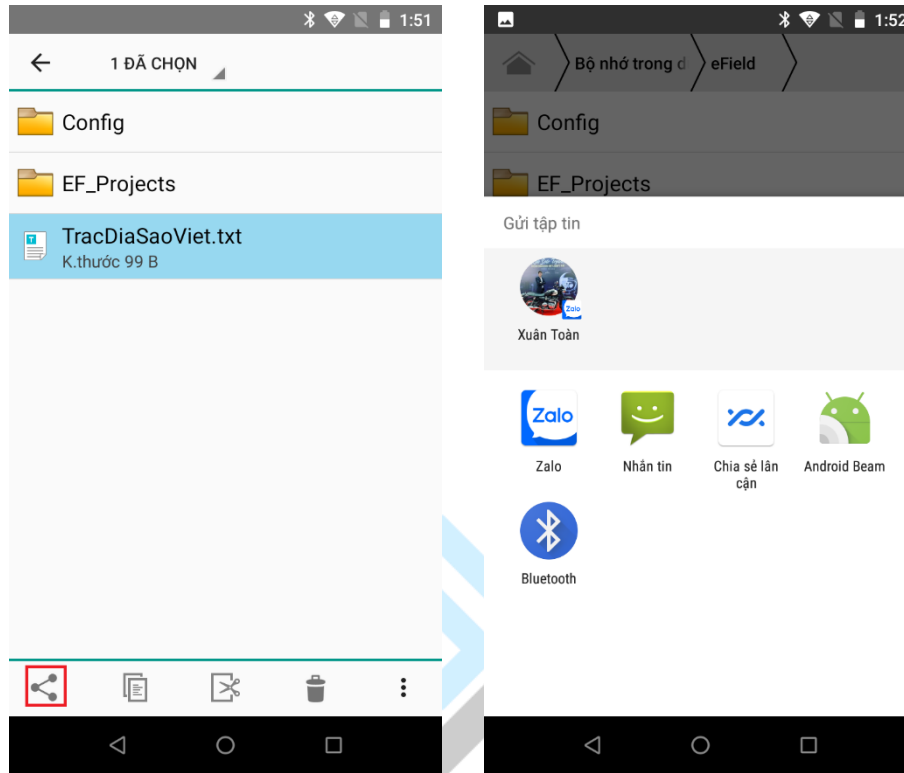 1:51
1 ĐÃ CHỌN
Config
EF_Projects
TracDiaSaoViet.txt
K.thước 99 B
1:52
Bộ nhớ trong d
eField
Config
EF_Projects
Gửi tập tin
Zalo
Xuân Toàn
Zalo
Zalo
Nhắn tin
Chia sẻ lân
cận
Android Beam
Bluetooth